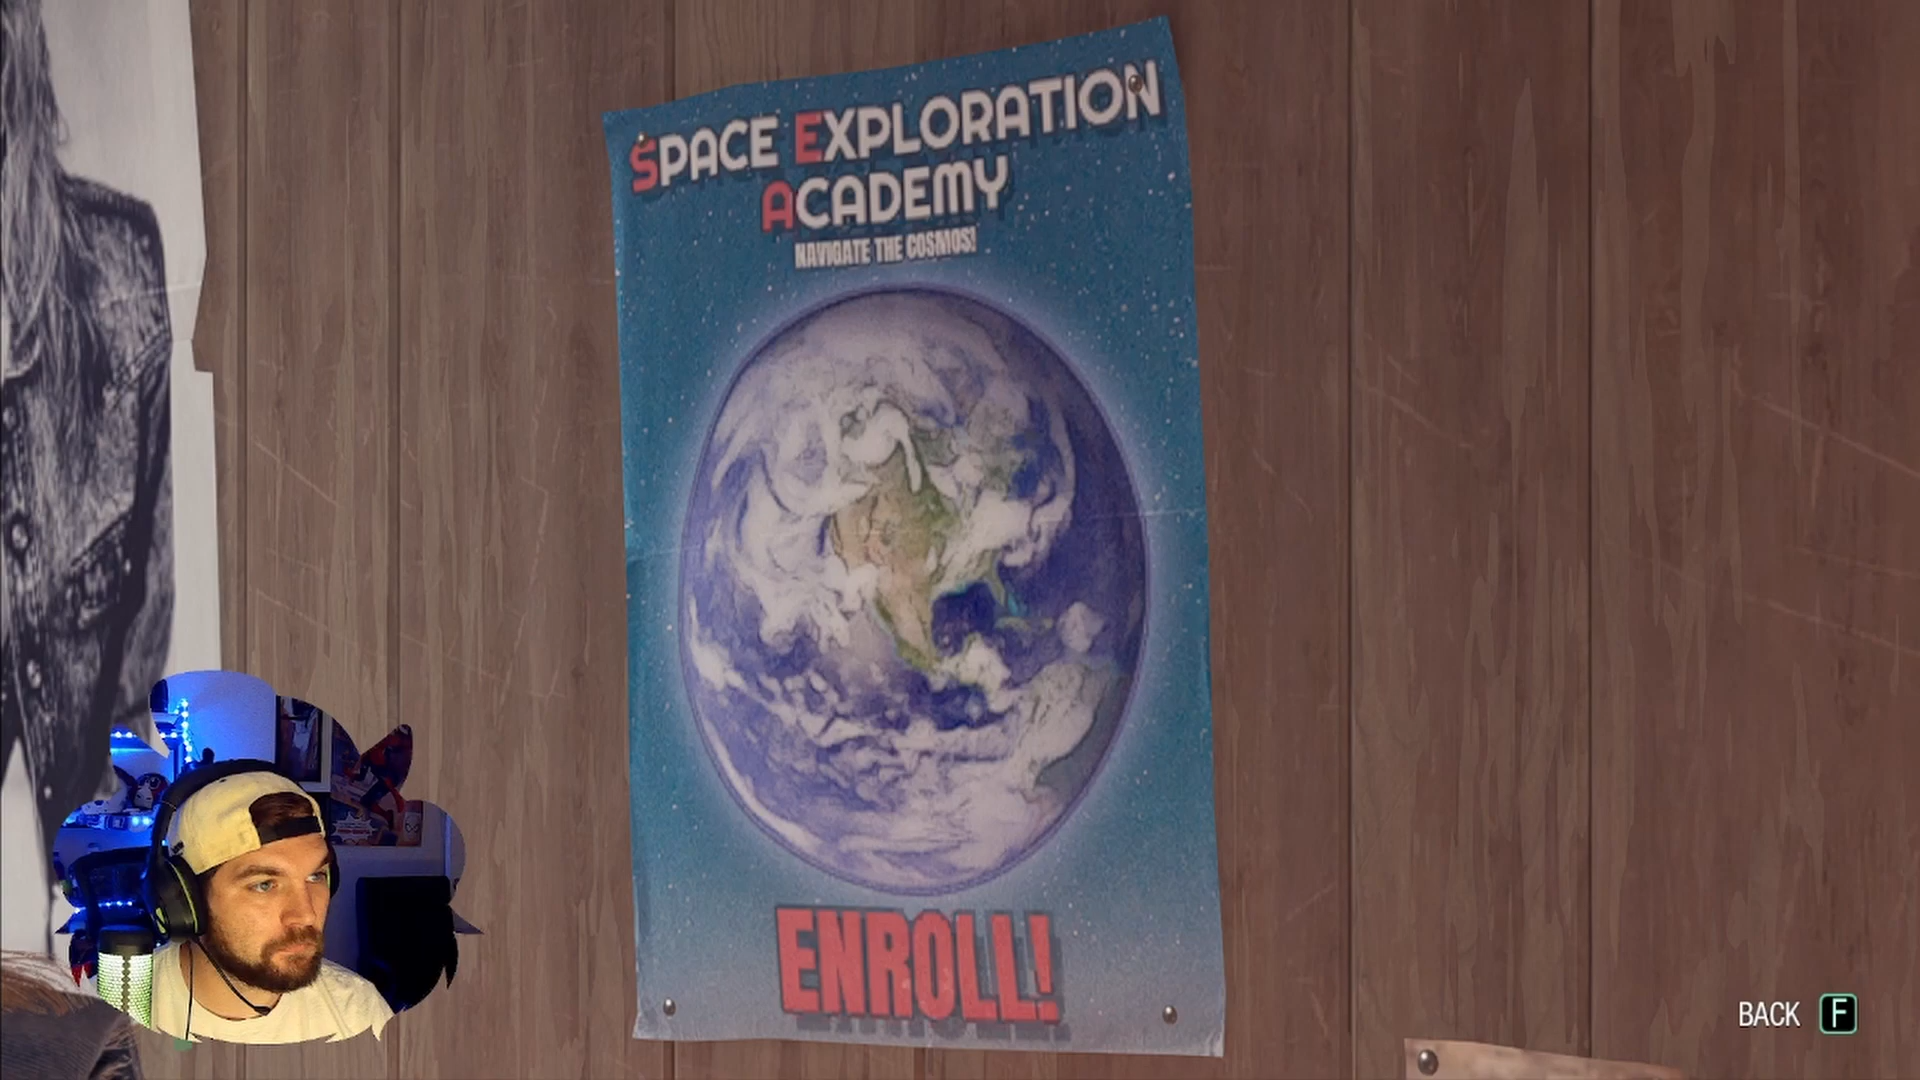 SPACE EXPLORATION
ACADEMY
NAVIGATE THE COSMOS!
ENROLL!
BACK F